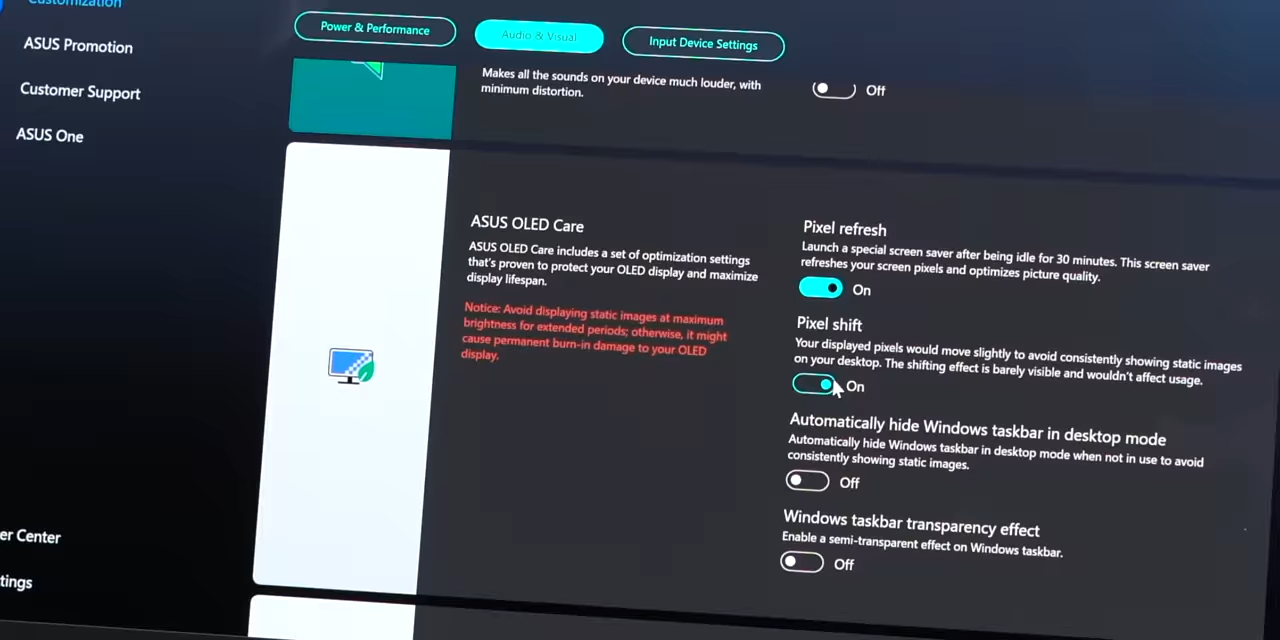 Customization
ASUS Promotion
Customer Support
ASUS One
er Center
tings
Power & Performance
Audio & Visual
Input Device Settings
Makes all the sounds on your device much louder, with
minimum distortion.
Off
ASUS OLED Care
ASUS OLED Care includes a set of optimization settings
that's proven to protect your OLED display and maximize
display lifespan.
Notice: Avoid displaying static images at maximum
brightness for extended periods; otherwise, it might
cause permanent burn-in damage to your OLED
display.
Pixel refresh
Launch a special screen saver after being idle for 30 minutes. This screen saver
refreshes your screen pixels and optimizes picture quality.
On
Pixel shift
Your displayed pixels would move slightly to avoid consistently showing static images
on your desktop. The shifting effect is barely visible and wouldn't affect usage.
On
Automatically hide Windows taskbar in desktop mode
Automatically hide Windows taskbar in desktop mode when not in use to avoid
consistently showing static images.
Off
Windows taskbar transparency effect
Enable a semi-transparent effect on Windows taskbar.
Off